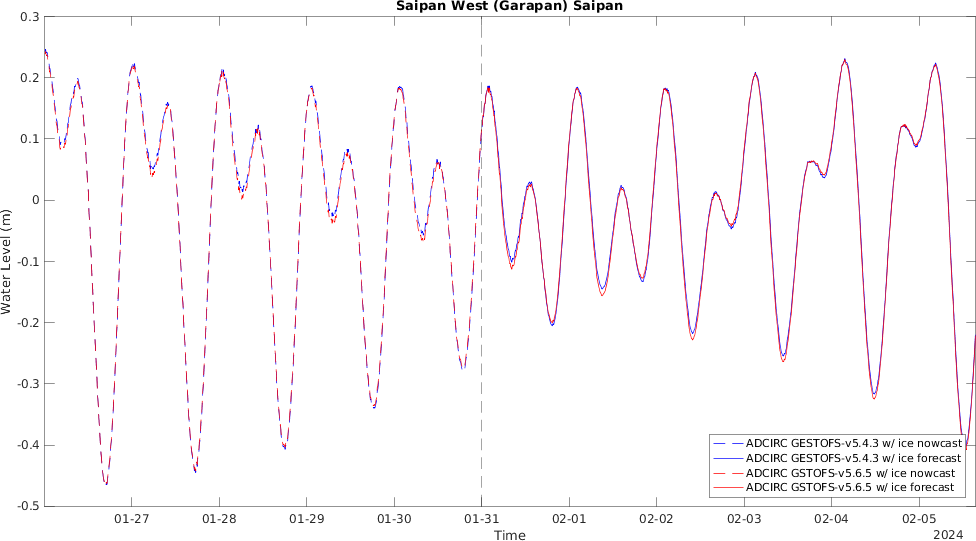 Saipan West (Garapan) Saipan
0.3
0.2
0.1
0
-0.1
-0.2
-0.3
-0.4
-0.5
Water Level (m)
ADCIRC GESTOFS-v5.4.3 w/ ice nowcast
ADCIRC GESTOFS-v5.4.3 w/ ice forecast
ADCIRC GSTOFS-v5.6.5 w/ ice nowcast
ADCIRC GSTOFS-v5.6.5 w/ ice forecast
01-27 01-28 01-29 01-30 01-31 02-01 02-02 02-03 02-04 02-05
Time
2024